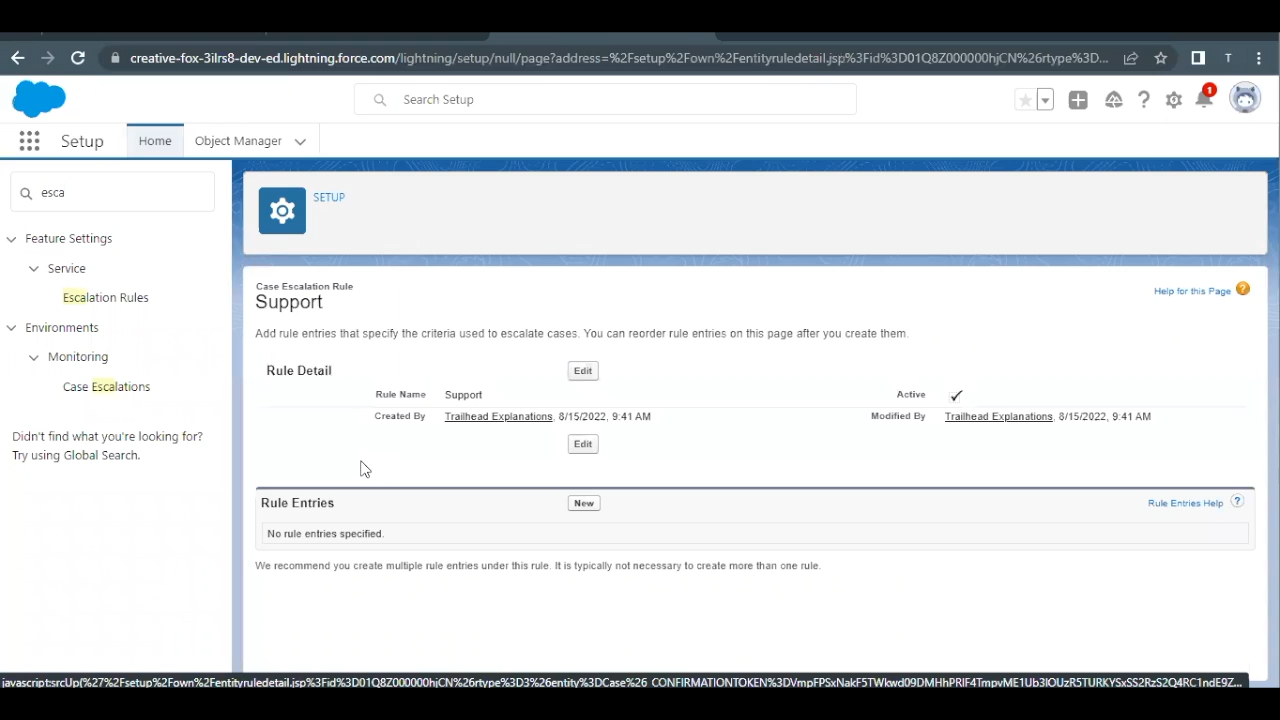 creative-fox-3ilrs8-dev-ed.lightning.force.com/lightning/setup/null/page?address=%2Fsetup%2Fown%2Fentityruledetail.jsp%3Fid%3D01Q8Z000000hjCN%26rtype%3D...
T
Search Setup
1
Setup
Home
Object Manager
esca
SETUP
Feature Settings
Service
Escalation Rules
Environments
Monitoring
Case Escalations
Didn't find what you're looking for?
Try using Global Search.
Case Escalation Rule
Support
Help for this Page
Add rule entries that specify the criteria used to escalate cases. You can reorder rule entries on this page after you create them.
Rule Detail
Edit
Rule Name Support Active
Created By Trailhead Explanations, 8/15/2022, 9:41 AM Modified By Trailhead Explanations, 8/15/2022, 9:41 AM
Edit
Rule Entries
New
Rule Entries Help ?
No rule entries specified.
We recommend you create multiple rule entries under this rule. It is typically not necessary to create more than one rule.